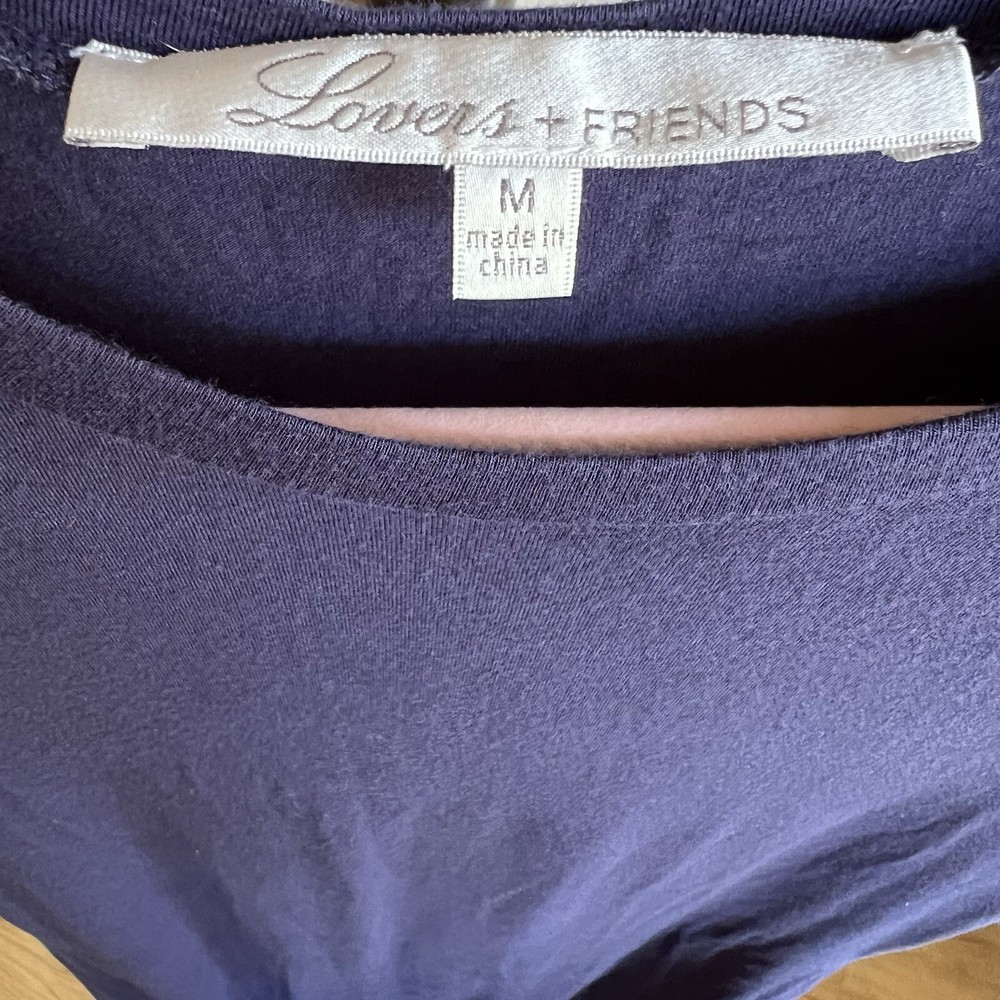 Lovers + FRIENDS
M
made in
china